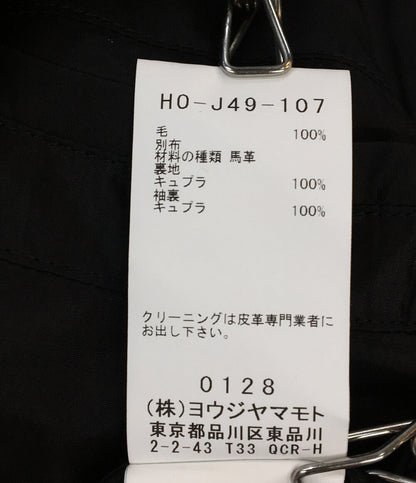 HO-J49-107
毛 100%
別布
材料の種類 馬革
裏地
キュプラ 100%
袖裏
キュプラ 100%
クリーニングは皮革専門業者に
お出し下さい。
0128
(株)ヨウジヤマモト
東京都品川区東品川
2-2-43 T33 QCR-H